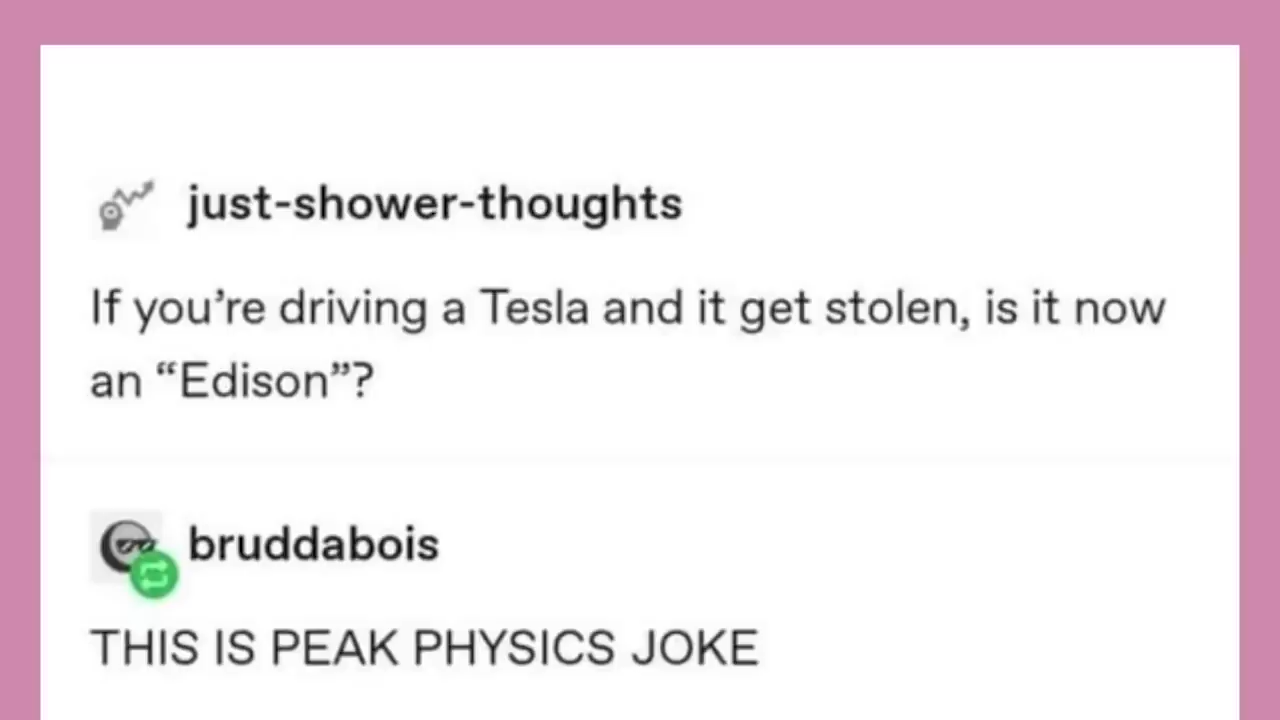 just-shower-thoughts
If you’re driving a Tesla and it get stolen, is it now
an “Edison”?
bruddabois
THIS IS PEAK PHYSICS JOKE